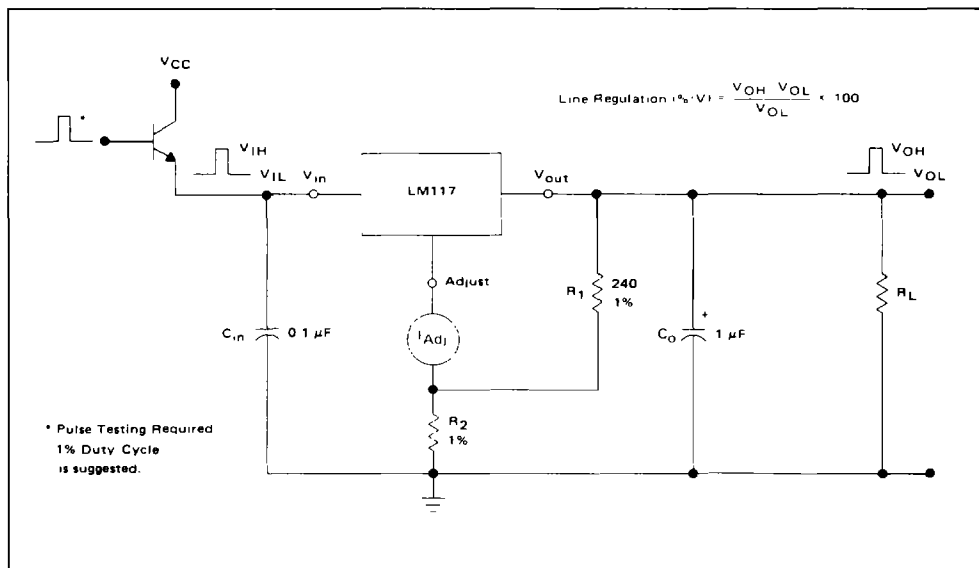 VCC
Line Regulation (%/V) = VOH VOL / VOL × 100
*
VIH
VIL
Vin
LM117
Vout
VOH
VOL
Adjust
IAdj
R1
240
1%
Cin
0 1 µF
CO
+
1 µF
RL
R2
1%
* Pulse Testing Required
1% Duty Cycle
is suggested.